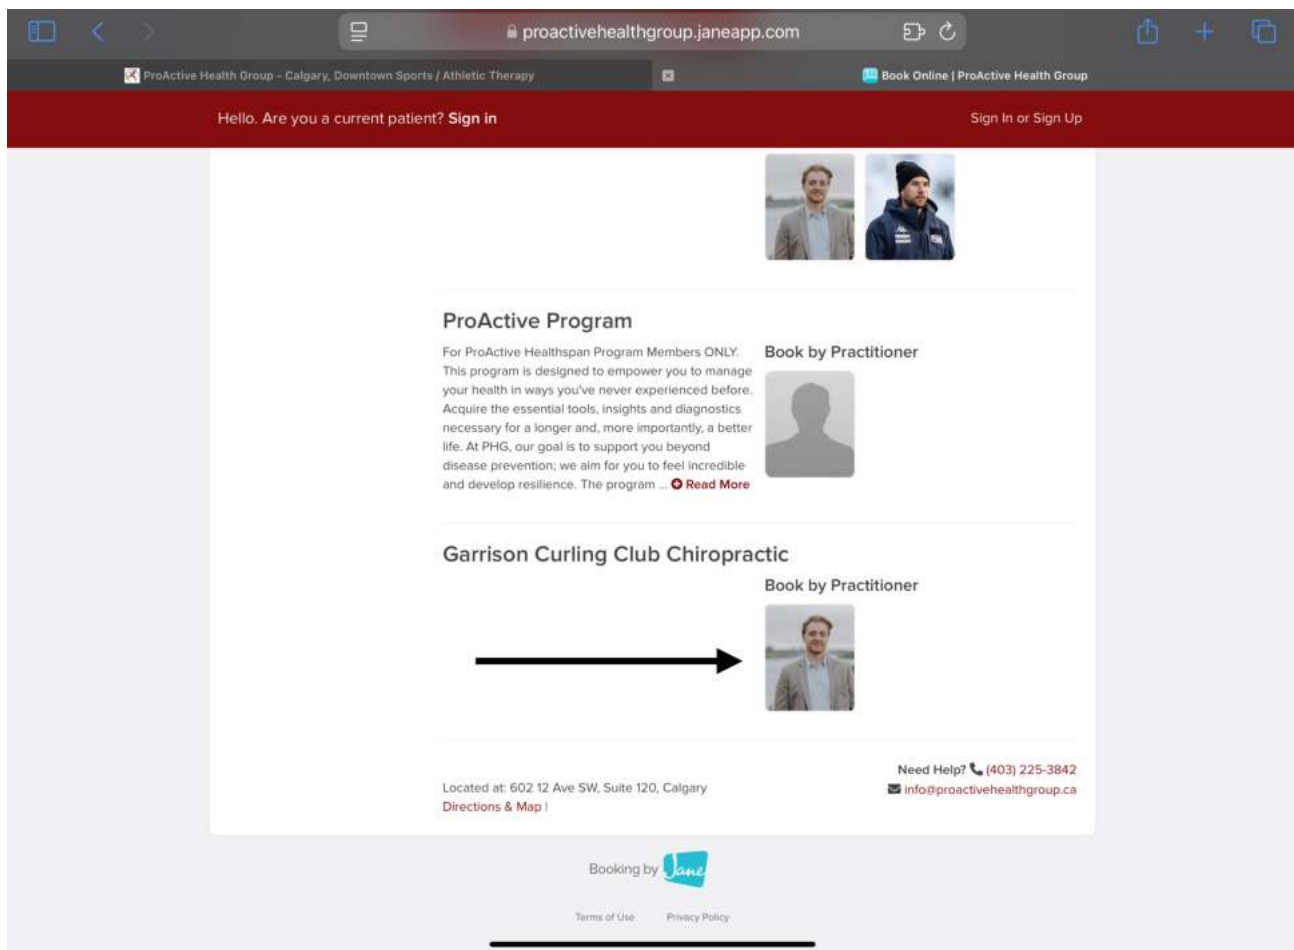 proactivehealthgroup.janeapp.com
ProActive Health Group - Calgary, Downtown Sports / Athletic Therapy
Book Online | ProActive Health Group
Hello. Are you a current patient? Sign in
Sign In or Sign Up
ProActive Program
For ProActive Healthspan Program Members ONLY.
This program is designed to empower you to manage
your health in ways you've never experienced before.
Acquire the essential tools, insights and diagnostics
necessary for a longer and, more importantly, a better
life. At PHG, our goal is to support you beyond
disease prevention; we aim for you to feel incredible
and develop resilience. The program ... Read More
Book by Practitioner
Garrison Curling Club Chiropractic
Book by Practitioner
Located at: 602 12 Ave SW, Suite 120, Calgary
Directions & Map |
Need Help? (403) 225-3842
info@proactivehealthgroup.ca
Booking by Jane
Terms of Use Privacy Policy